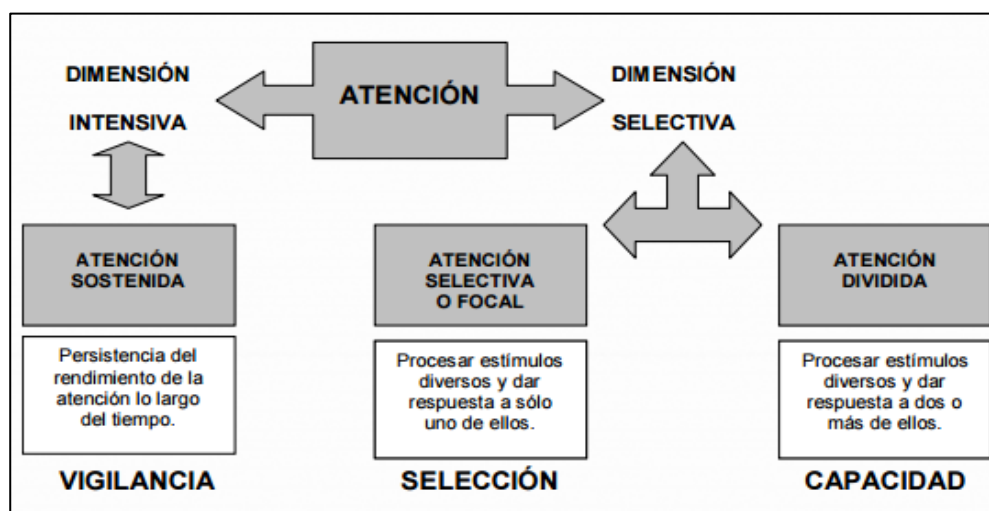 DIMENSIÓN
INTENSIVA
ATENCIÓN
DIMENSIÓN
SELECTIVA
ATENCIÓN
SOSTENIDA
ATENCIÓN
SELECTIVA
O FOCAL
ATENCIÓN
DIVIDIDA
Persistencia del
rendimiento de la
atención lo largo
del tiempo.
Procesar estímulos
diversos y dar
respuesta a sólo
uno de ellos.
Procesar estímulos
diversos y dar
respuesta a dos o
más de ellos.
VIGILANCIA
SELECCIÓN
CAPACIDAD